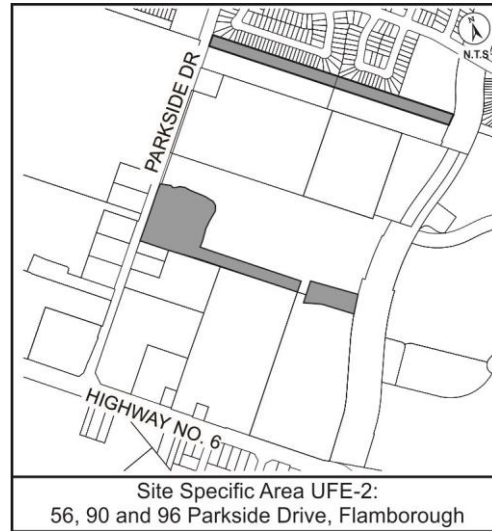 N.T.S
PARKSIDE DR
HIGHWAY NO. 6
Site Specific Area UFE-2:
56, 90 and 96 Parkside Drive, Flamborough